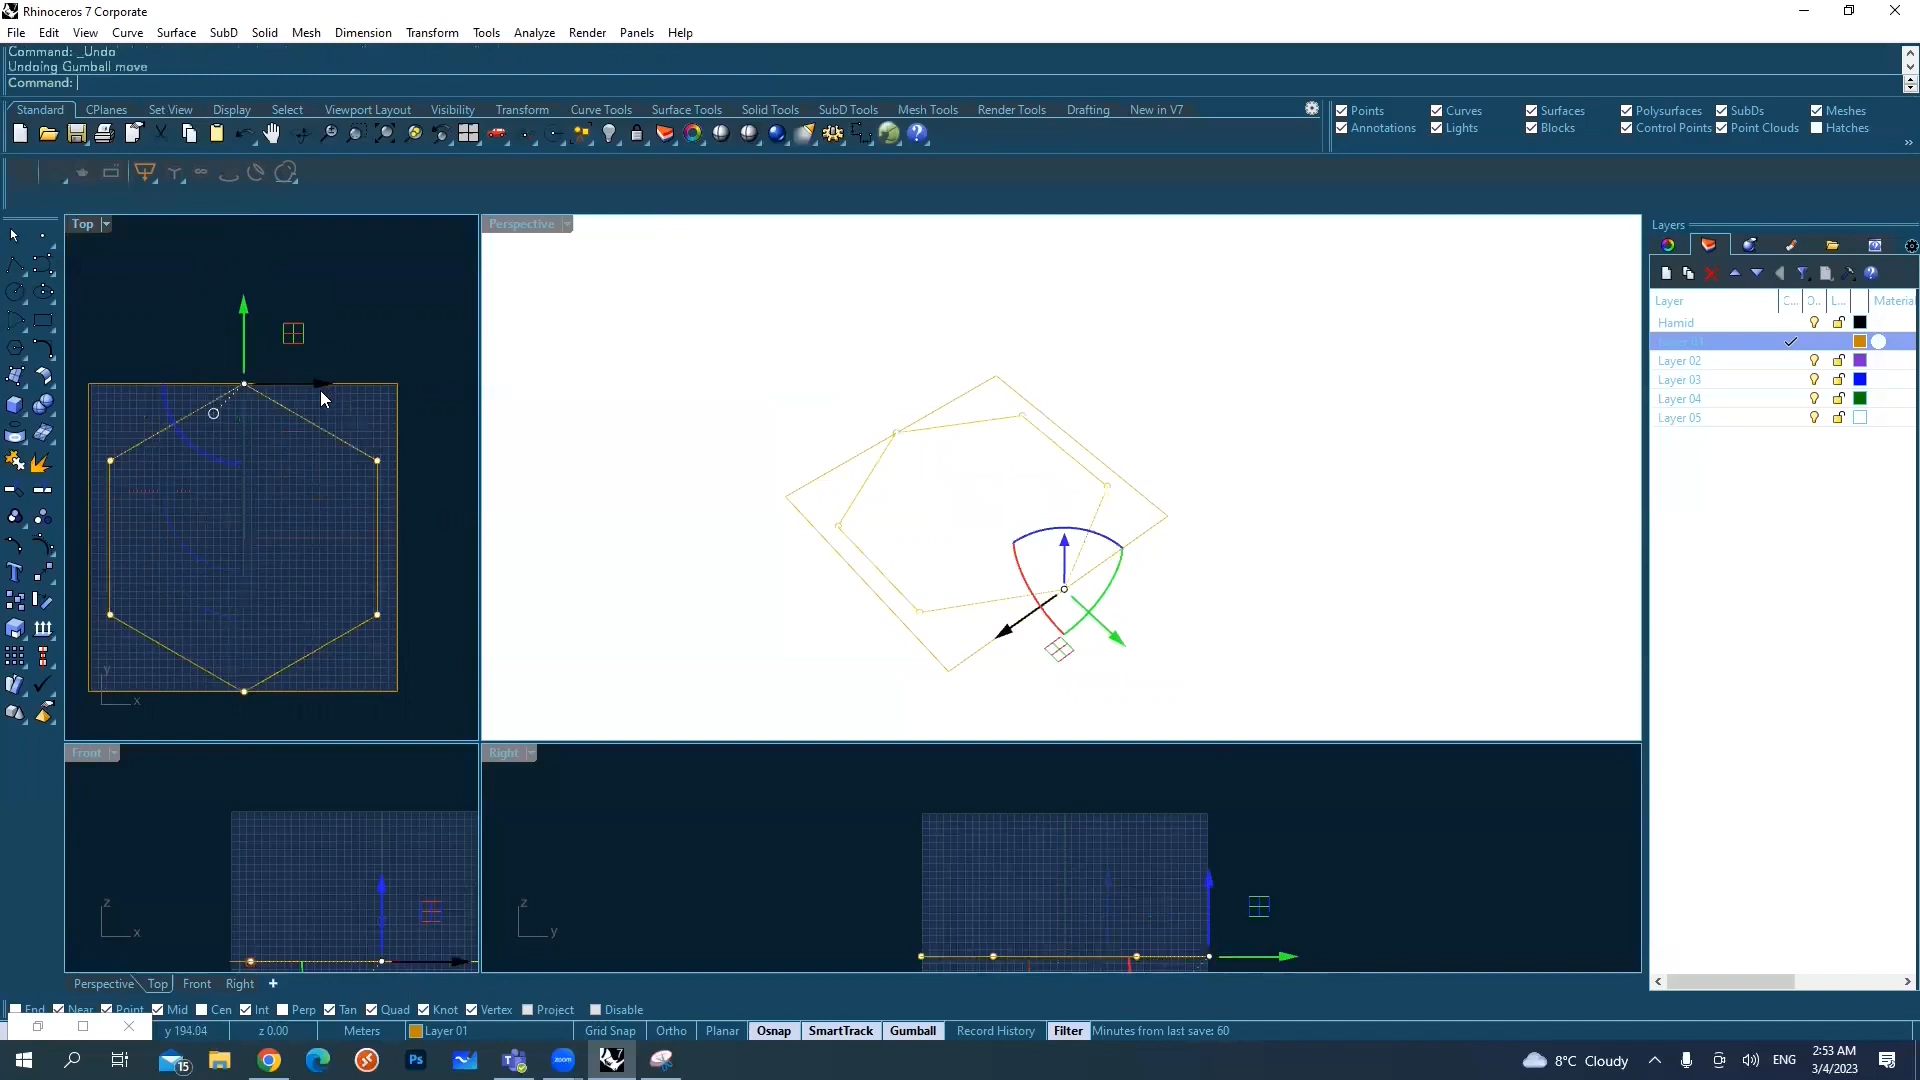 Rhinoceros 7 Corporate
File Edit View Curve Surface SubD Solid Mesh Dimension Transform Tools Analyze Render Panels Help
Command: _Undo
Undoing Gumball move
Command:
Standard CPlanes Set View Display Select Viewport Layout Visibility Transform Curve Tools Surface Tools Solid Tools SubD Tools Mesh Tools Render Tools Drafting New in V7
Points Curves Surfaces Polysurfaces SubDs Meshes
Annotations Lights Blocks Control Points Point Clouds Hatches
Top
Perspective
Layers
Layer C... O.. L... Material
Hamid
Layer 01
Layer 02
Layer 03
Layer 04
Layer 05
y
x
Front
Right
z
x
z
y
Perspective Top Front Right
End Near Point Mid Cen Int Perp Tan Quad Knot Vertex Project Disable
y 194.04 z 0.00 Meters Layer 01 Grid Snap Ortho Planar Osnap SmartTrack Gumball Record History Filter Minutes from last save: 60
15
Ps
zoom
8°C Cloudy
ENG
2:53 AM
3/4/2023